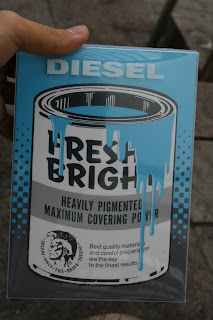 DIESEL
FRESH
BRIGH
HEAVILY PIGMENTED
MAXIMUM COVERING POWER
Best quality materials
and careful preparation
are the key
to the finest results.